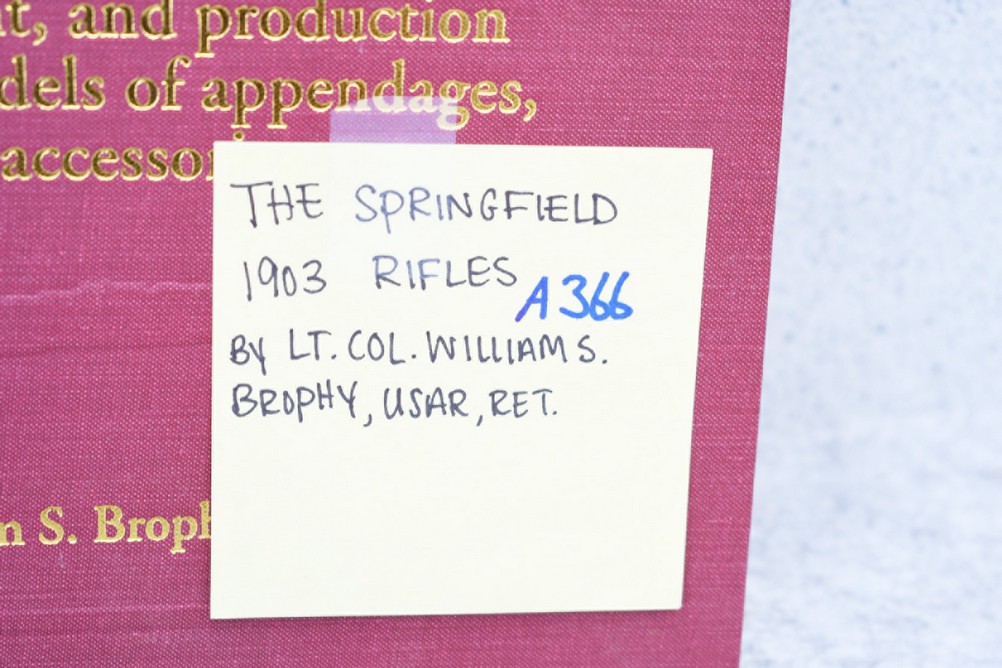 t, and production
dels of appendages,
accesso
THE SPRINGFIELD
1903 RIFLES A366
BY LT. COL. WILLIAM S.
BROPHY, USAR, RET.
n S. Broph